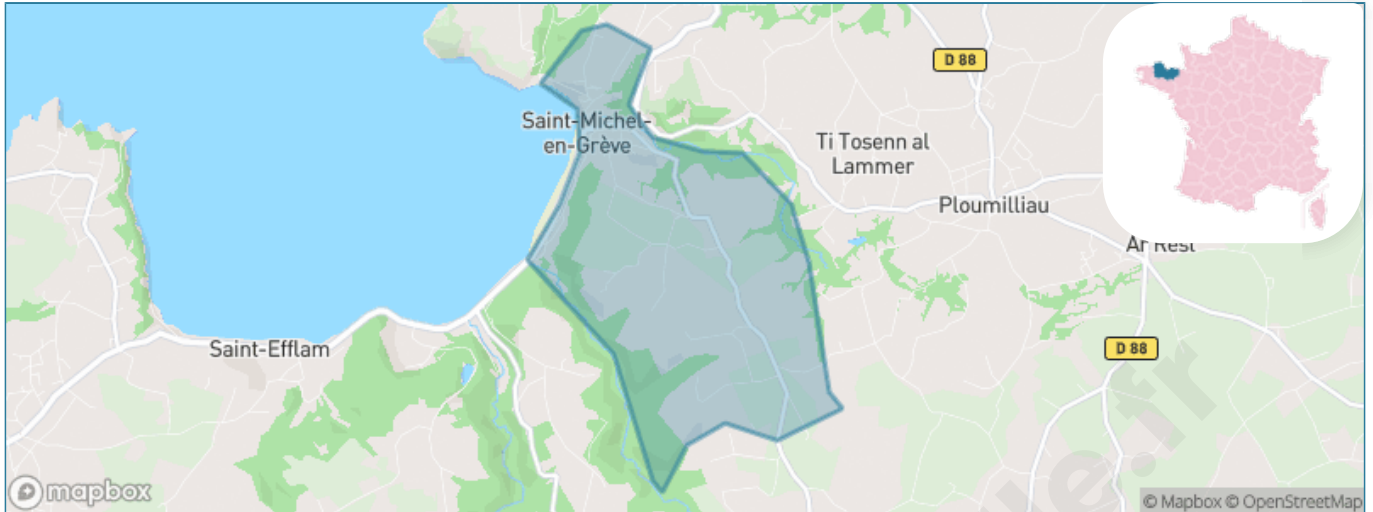 D 88
Saint-Michel-
en-Grève
Ti Tosenn al
Lammer
Ploumilliau
Ar Rest
Saint-Efflam
D 88
mapbox
© Mapbox © OpenStreetMap